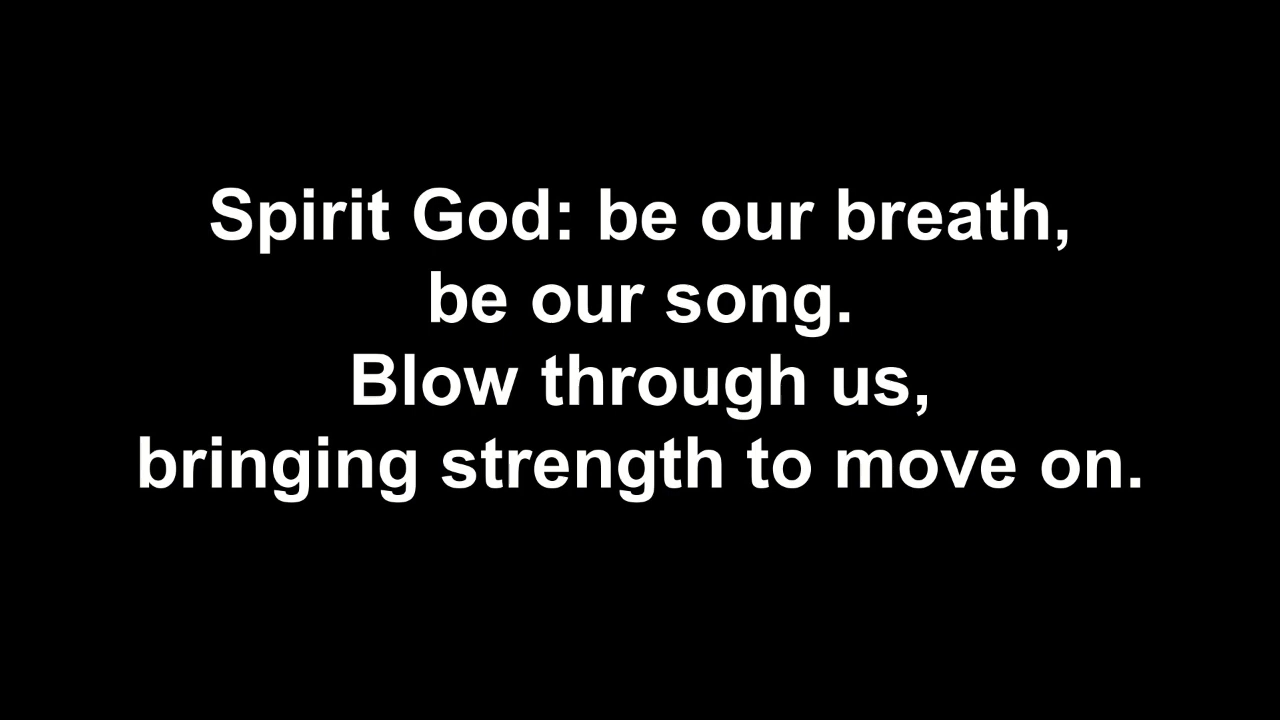 Spirit God: be our breath,
be our song.
Blow through us,
bringing strength to move on.